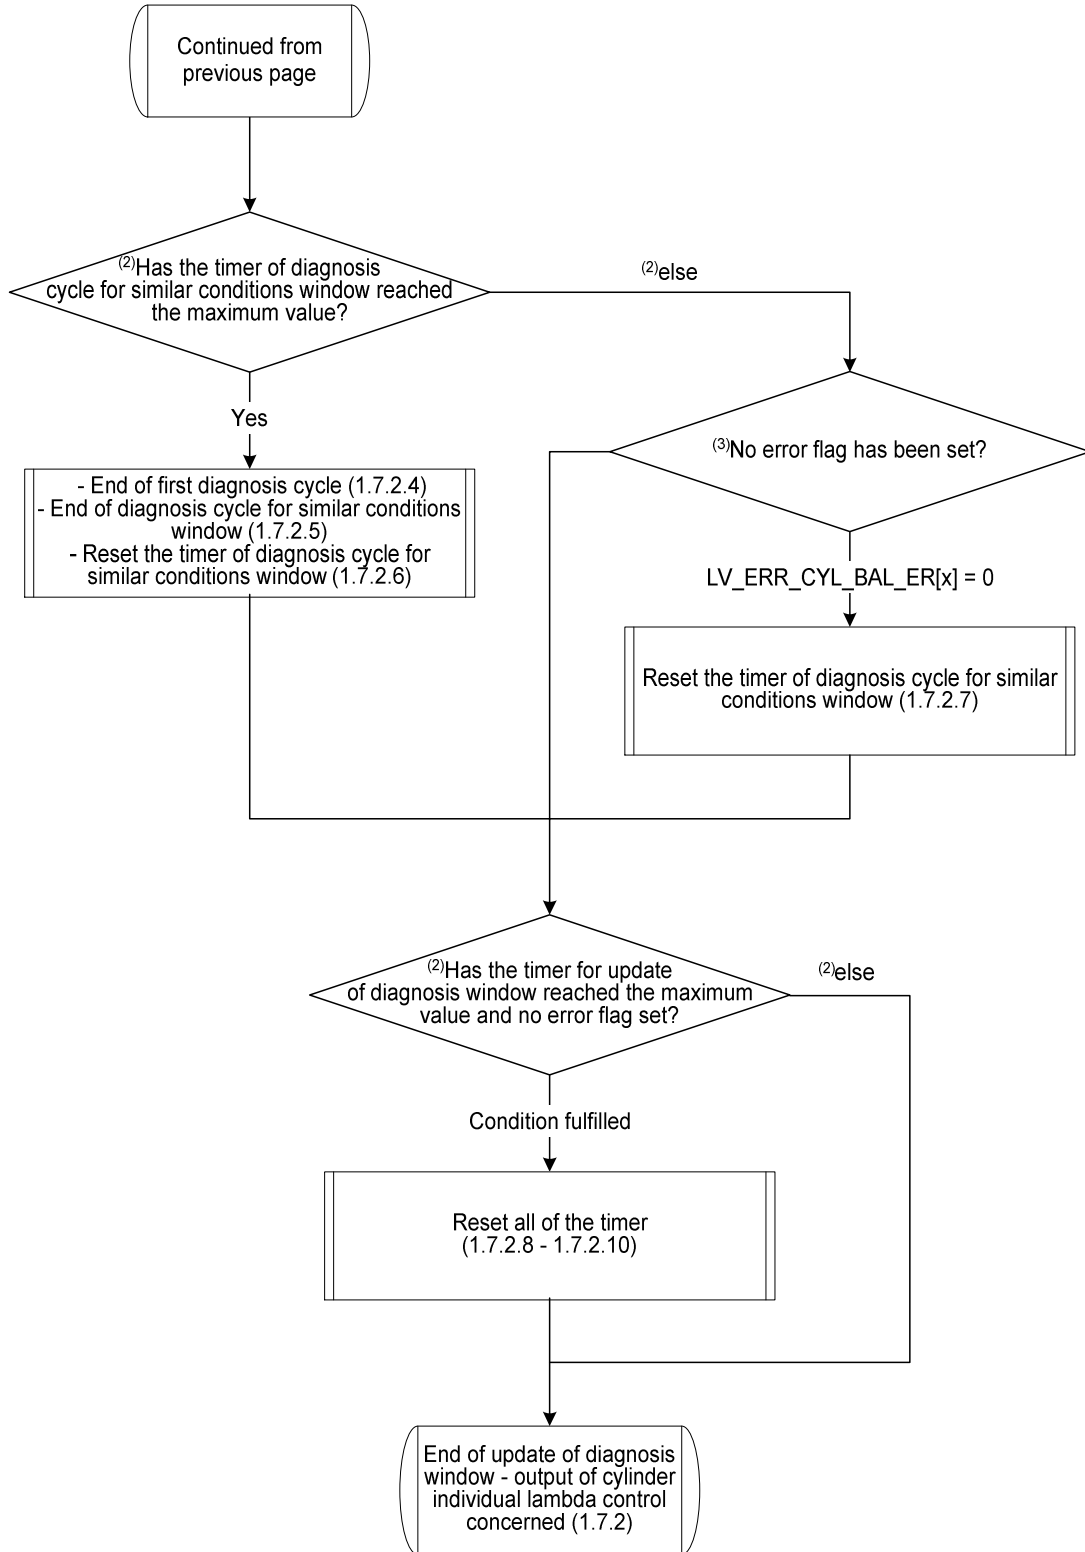 Continued from
previous page
(2)Has the timer of diagnosis
cycle for similar conditions window reached
the maximum value?
(2)else
Yes
(3)No error flag has been set?
- End of first diagnosis cycle (1.7.2.4)
- End of diagnosis cycle for similar conditions
window (1.7.2.5)
- Reset the timer of diagnosis cycle for
similar conditions window (1.7.2.6)
LV_ERR_CYL_BAL_ER[x] = 0
Reset the timer of diagnosis cycle for similar
conditions window (1.7.2.7)
(2)Has the timer for update
of diagnosis window reached the maximum
value and no error flag set?
(2)else
Condition fulfilled
Reset all of the timer
(1.7.2.8 - 1.7.2.10)
End of update of diagnosis
window - output of cylinder
individual lambda control
concerned (1.7.2)